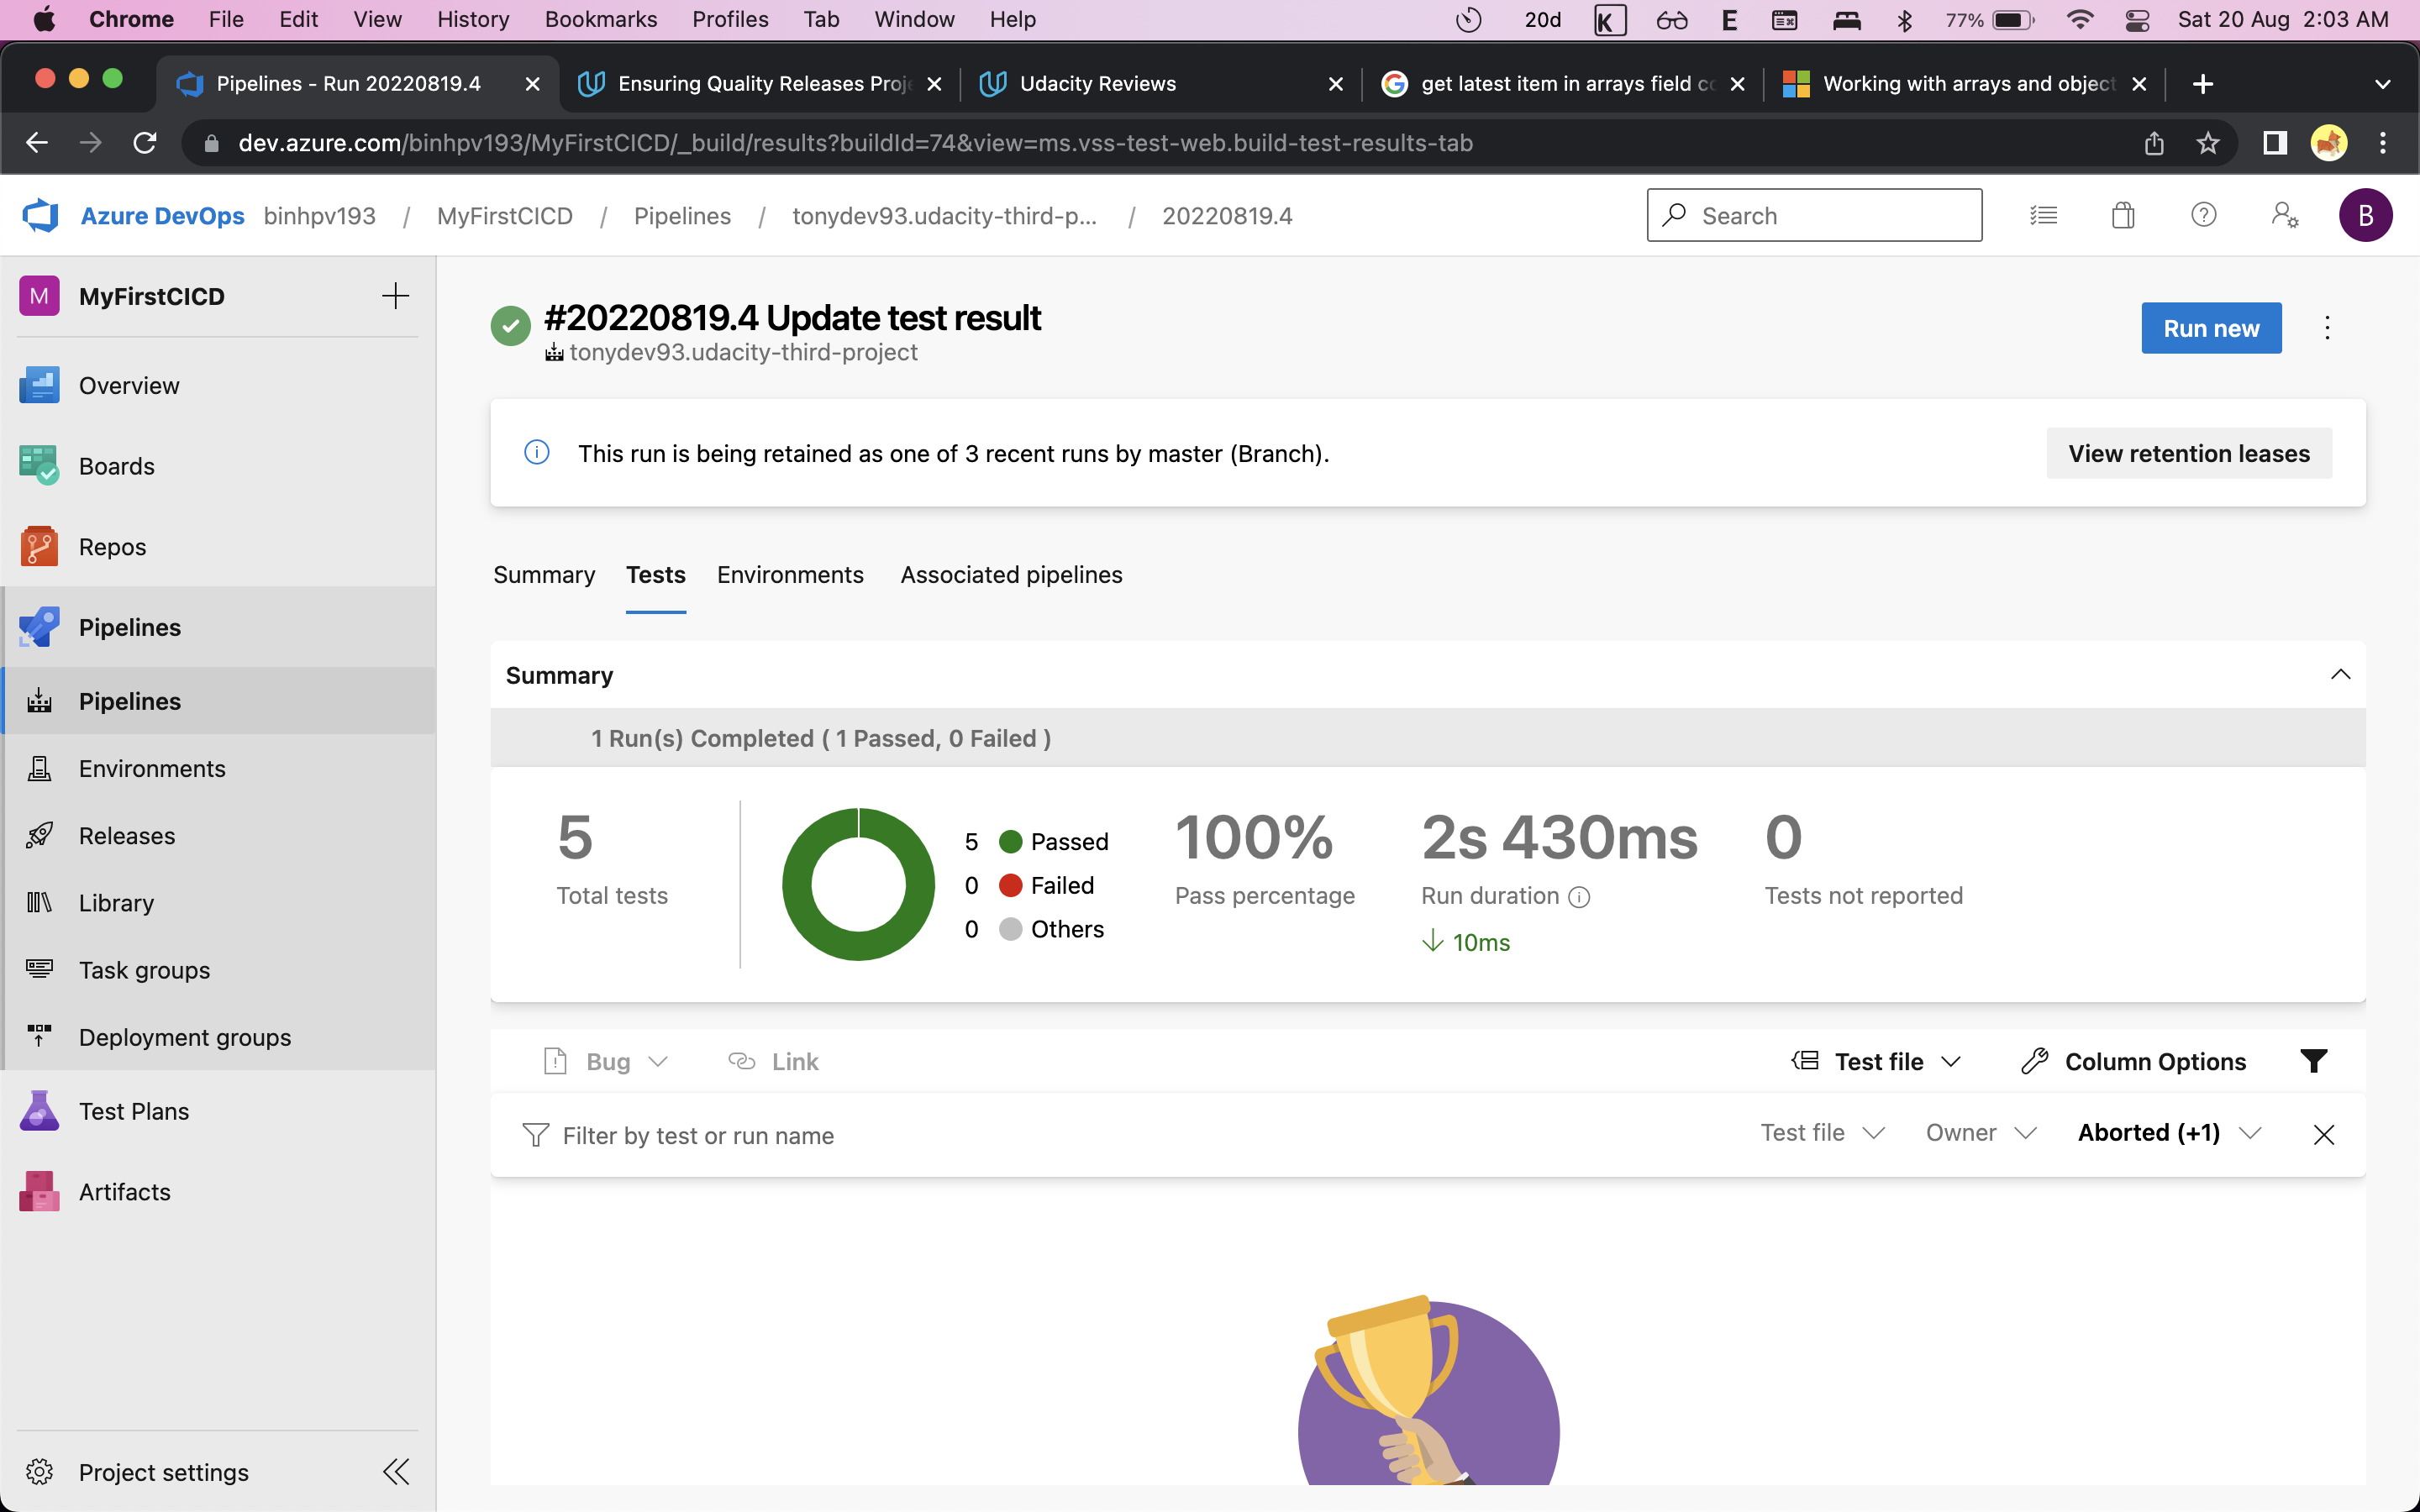 Chrome File Edit View History Bookmarks Profiles Tab Window Help 20d K E 77% Sat 20 Aug 2:03 AM
Pipelines - Run 20220819.4 Ensuring Quality Releases Proj Udacity Reviews get latest item in arrays field co Working with arrays and object
dev.azure.com/binhpv193/MyFirstCICD/_build/results?buildId=74&view=ms.vss-test-web.build-test-results-tab
Azure DevOps binhpv193 / MyFirstCICD / Pipelines / tonydev93.udacity-third-p... / 20220819.4
Search
B
M MyFirstCICD
Overview
Boards
Repos
Pipelines
Pipelines
Environments
Releases
Library
Task groups
Deployment groups
Test Plans
Artifacts
Project settings
#20220819.4 Update test result
tonydev93.udacity-third-project
Run new
This run is being retained as one of 3 recent runs by master (Branch).
View retention leases
Summary Tests Environments Associated pipelines
Summary
1 Run(s) Completed ( 1 Passed, 0 Failed )
5
Total tests
5 Passed
0 Failed
0 Others
100%
Pass percentage
2s 430ms
Run duration
10ms
0
Tests not reported
Bug Link Test file Column Options
Filter by test or run name Test file Owner Aborted (+1)